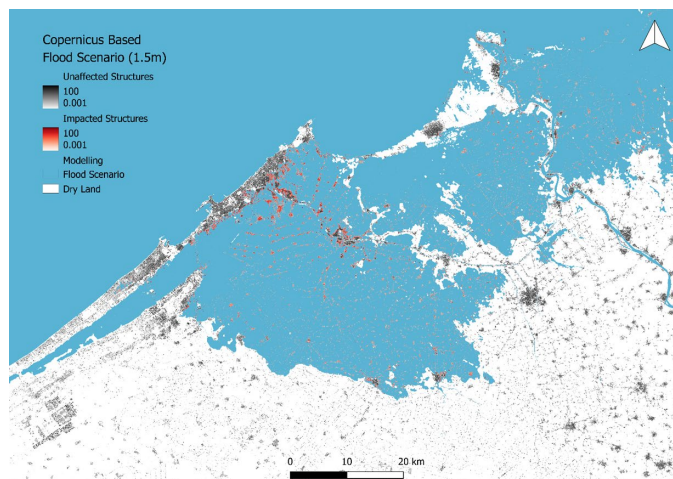 Copernicus Based
Flood Scenario (1.5m)
Unaffected Structures
100
0.001
Impacted Structures
100
0.001
Modelling
Flood Scenario
Dry Land
0 10 20 km